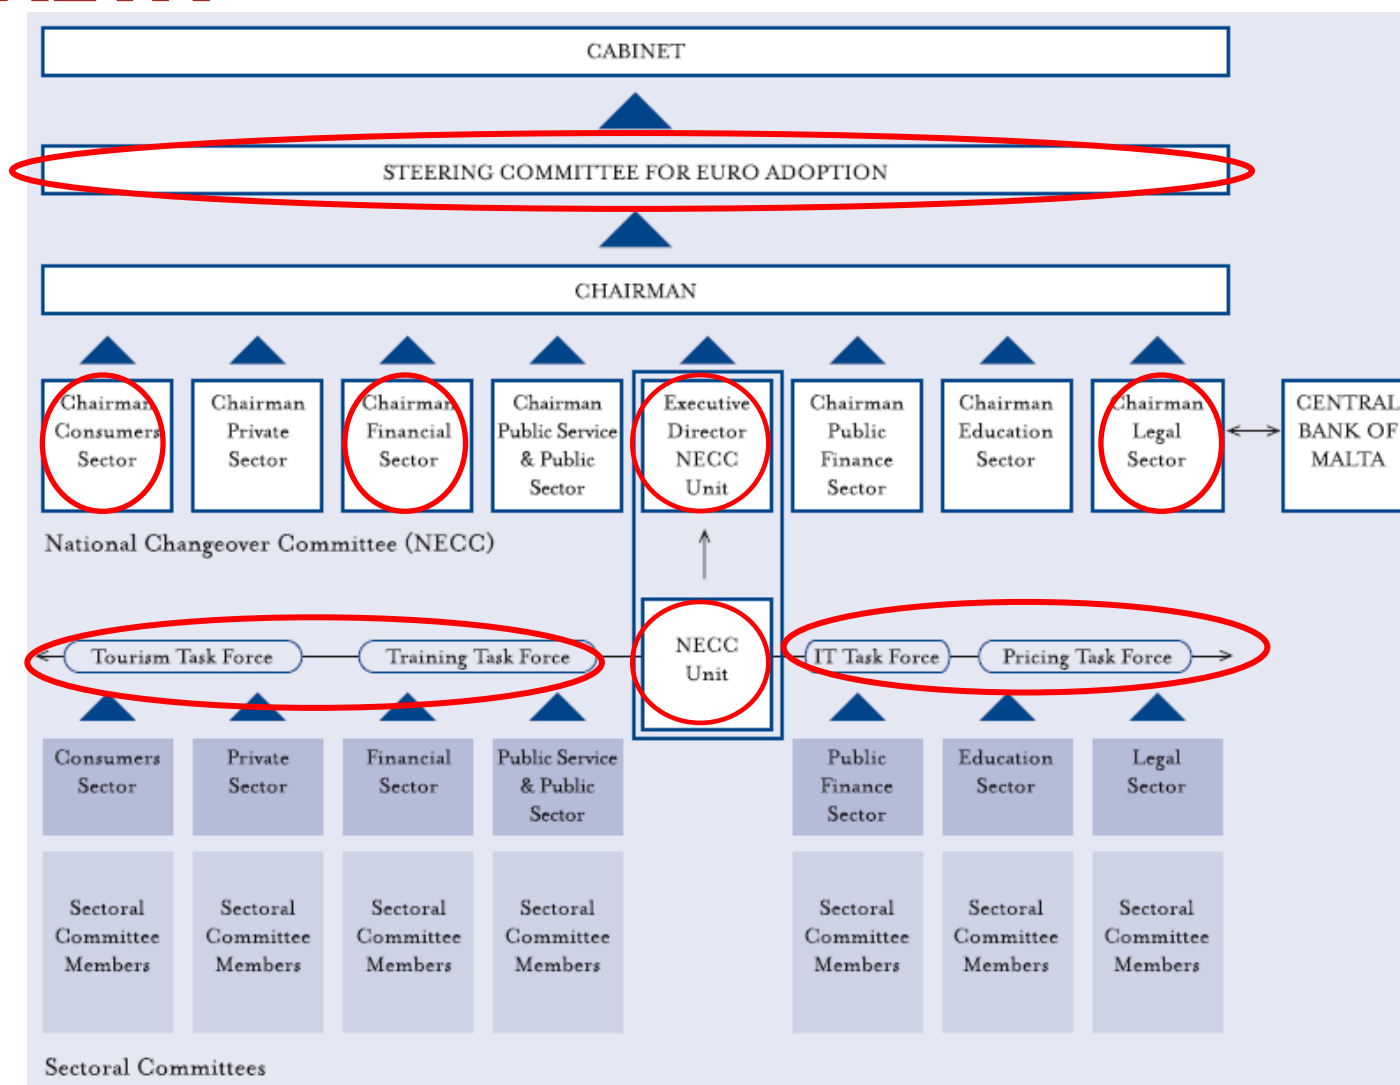 CABINET
STEERING COMMITTEE FOR EURO ADOPTION
CHAIRMAN
Chairman
Consumers
Sector
Chairman
Private
Sector
Chairman
Financial
Sector
Chairman
Public Service
& Public
Sector
Executive
Director
NECC
Unit
Chairman
Public
Finance
Sector
Chairman
Education
Sector
Chairman
Legal
Sector
CENTRAL
BANK OF
MALTA
National Changeover Committee (NECC)
Tourism Task Force
Training Task Force
NECC
Unit
IT Task Force
Pricing Task Force
Consumers
Sector
Private
Sector
Financial
Sector
Public Service
& Public
Sector
Public
Finance
Sector
Education
Sector
Legal
Sector
Sectoral
Committee
Members
Sectoral
Committee
Members
Sectoral
Committee
Members
Sectoral
Committee
Members
Sectoral
Committee
Members
Sectoral
Committee
Members
Sectoral
Committee
Members
Sectoral Committees